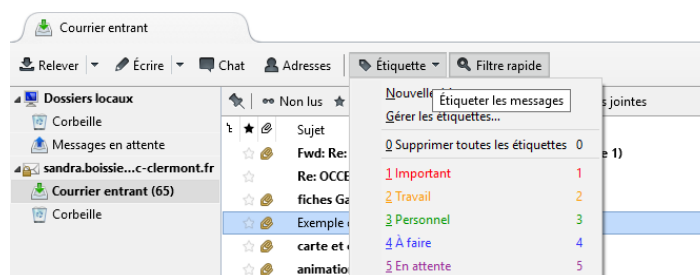 Courrier entrant
Relever Écrire Chat Adresses Étiquette Filtre rapide
Dossiers locaux
Corbeille
Messages en attente
sandra.boissie...c-clermont.fr
Courrier entrant (65)
Corbeille
Non lus
s jointes
Sujet
Fwd: Re:
e 1)
Re: OCCE
fiches Ga
Exemple
carte et
animatio
Nouvelle
Étiqueter les messages
Gérer les étiquettes...
0 Supprimer toutes les étiquettes 0
1 Important 1
2 Travail 2
3 Personnel 3
4 À faire 4
5 En attente 5